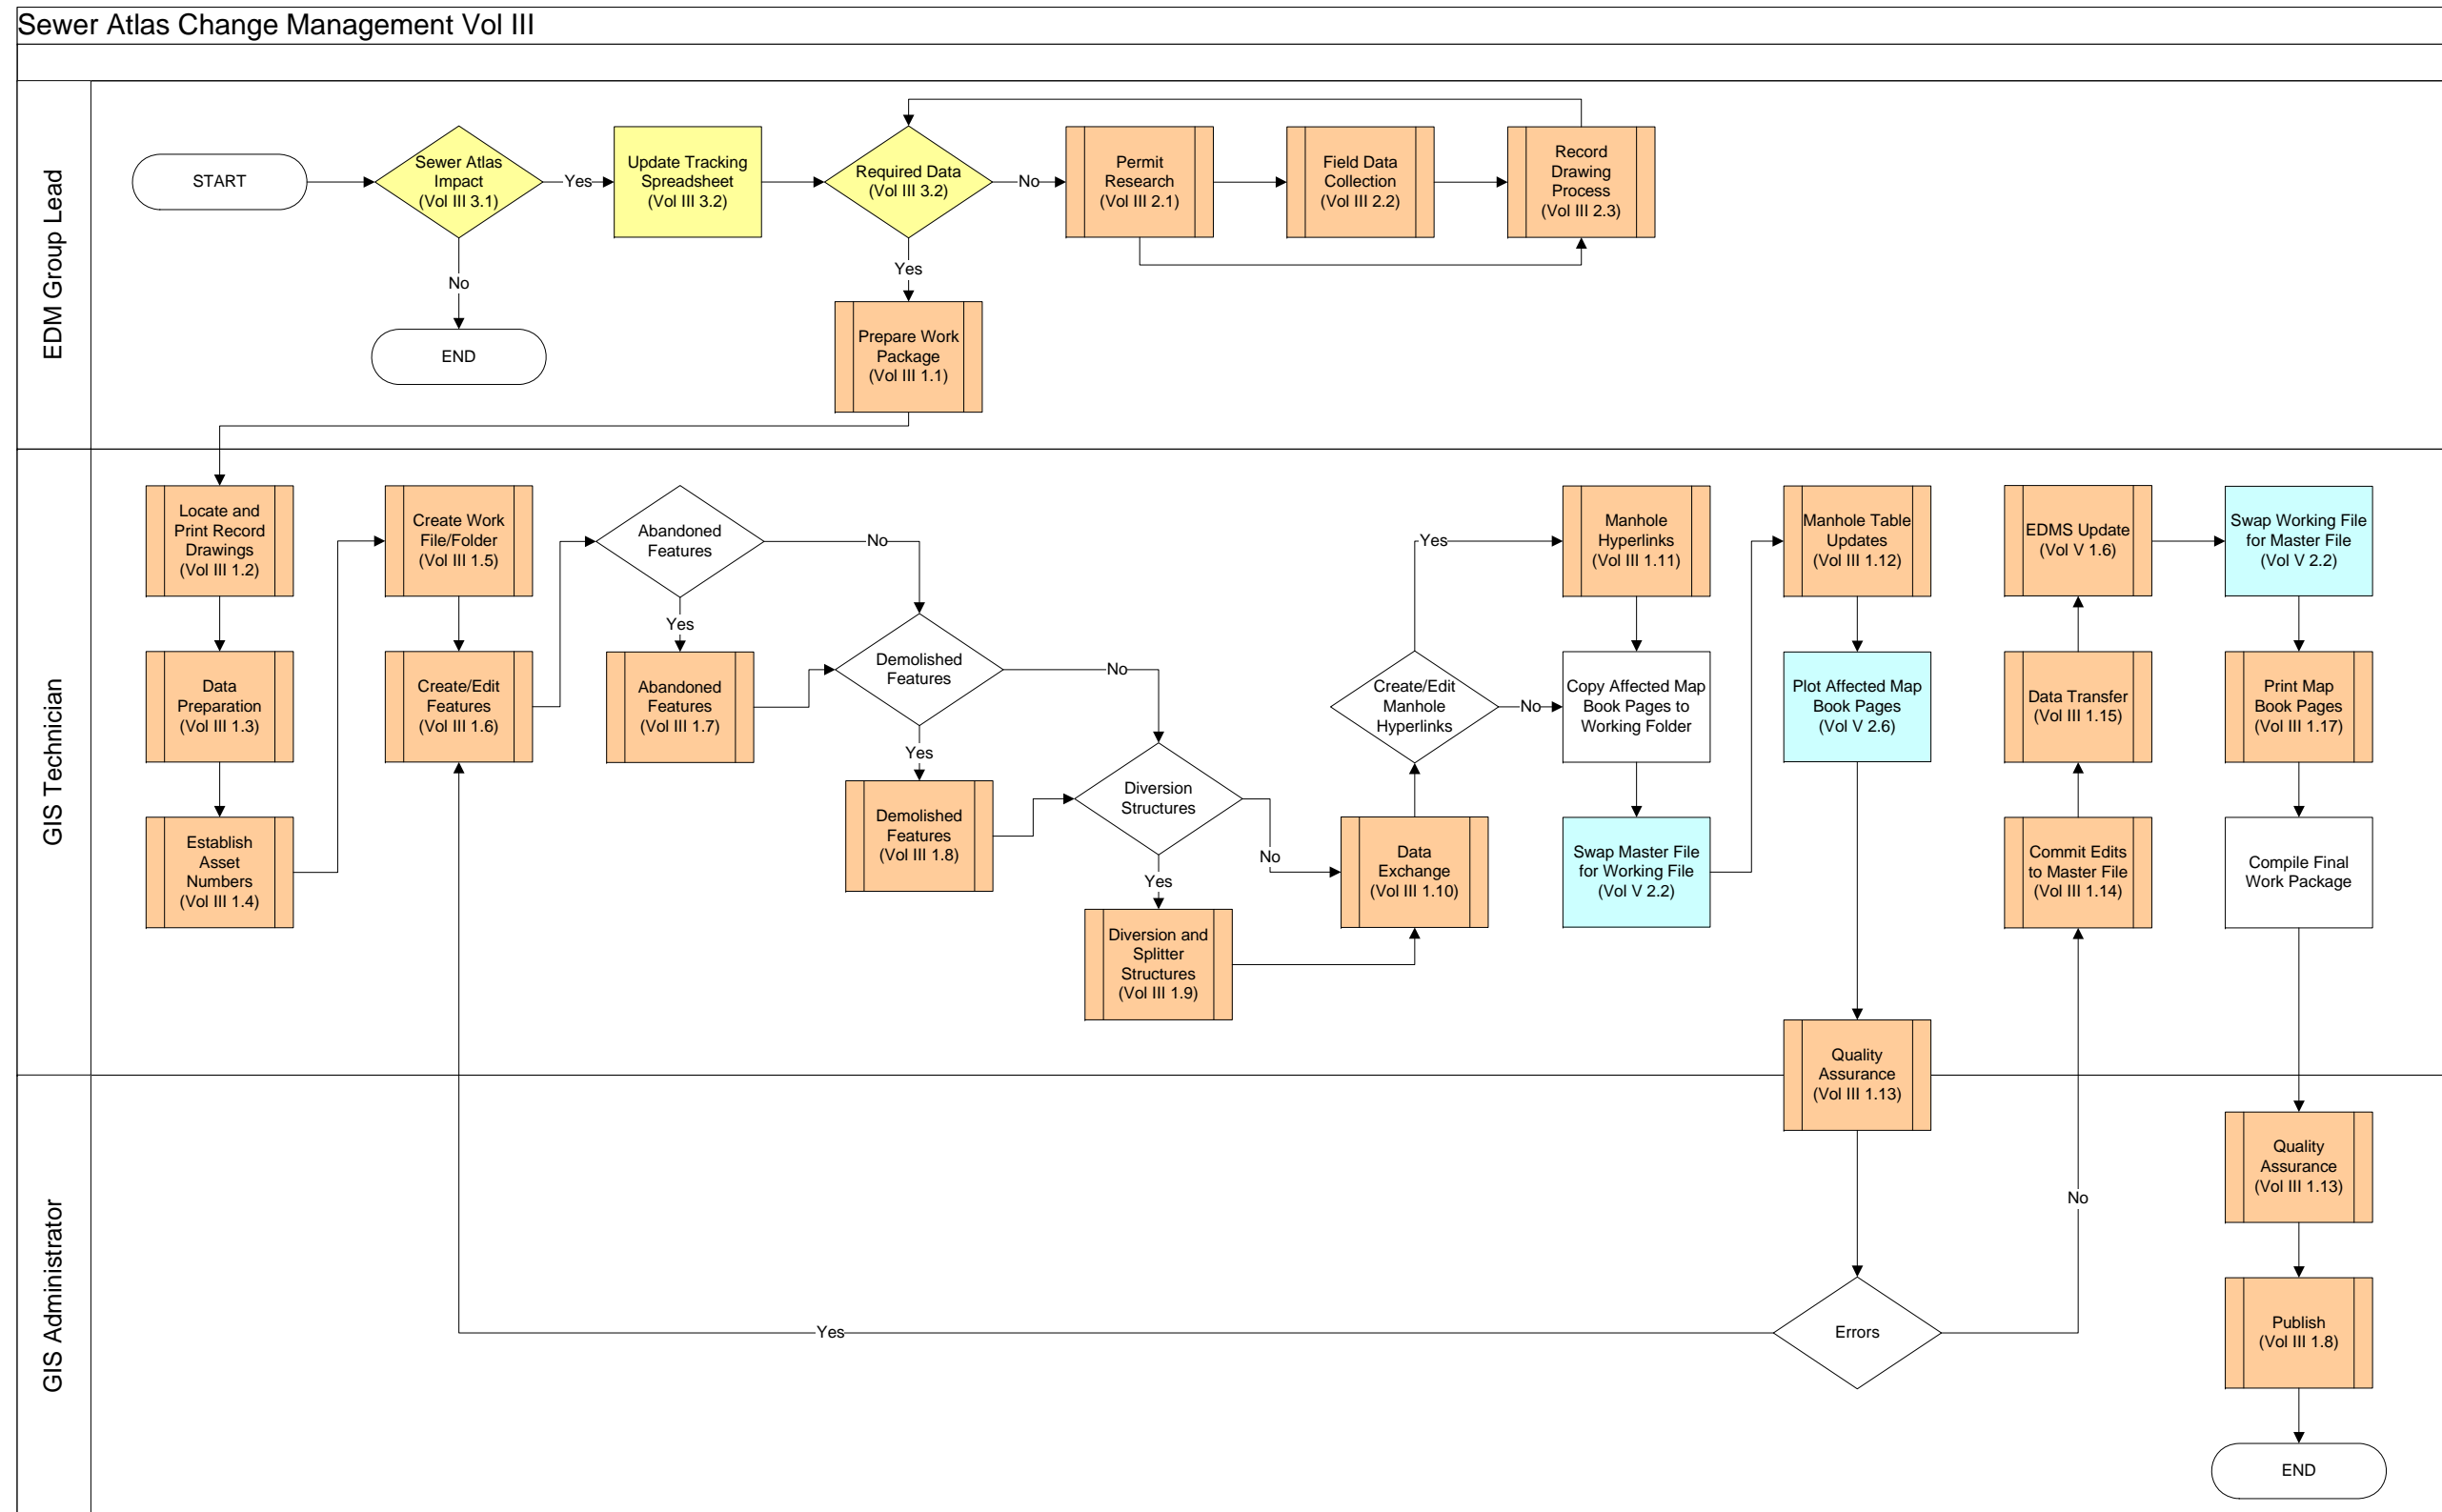 Sewer Atlas Change Management Vol III
EDM Group Lead
START
Sewer Atlas
Impact
(Vol III 3.1)
Yes
No
END
Update Tracking
Spreadsheet
(Vol III 3.2)
Required Data
(Vol III 3.2)
No
Yes
Permit
Research
(Vol III 2.1)
Field Data
Collection
(Vol III 2.2)
Record
Drawing
Process
(Vol III 2.3)
Prepare Work
Package
(Vol III 1.1)
GIS Technician
Locate and
Print Record
Drawings
(Vol III 1.2)
Data
Preparation
(Vol III 1.3)
Establish
Asset
Numbers
(Vol III 1.4)
Create Work
File/Folder
(Vol III 1.5)
Create/Edit
Features
(Vol III 1.6)
Abandoned
Features
No
Yes
Abandoned
Features
(Vol III 1.7)
Demolished
Features
No
Yes
Demolished
Features
(Vol III 1.8)
Diversion
Structures
No
Yes
Diversion and
Splitter
Structures
(Vol III 1.9)
Data
Exchange
(Vol III 1.10)
Create/Edit
Manhole
Hyperlinks
Yes
No
Manhole
Hyperlinks
(Vol III 1.11)
Copy Affected Map
Book Pages to
Working Folder
Swap Master File
for Working File
(Vol V 2.2)
Manhole Table
Updates
(Vol III 1.12)
Plot Affected Map
Book Pages
(Vol V 2.6)
Quality
Assurance
(Vol III 1.13)
EDMS Update
(Vol V 1.6)
Data Transfer
(Vol III 1.15)
Commit Edits
to Master File
(Vol III 1.14)
Swap Working File
for Master File
(Vol V 2.2)
Print Map
Book Pages
(Vol III 1.17)
Compile Final
Work Package
GIS Administrator
Errors
Yes
No
Quality
Assurance
(Vol III 1.13)
Publish
(Vol III 1.8)
END